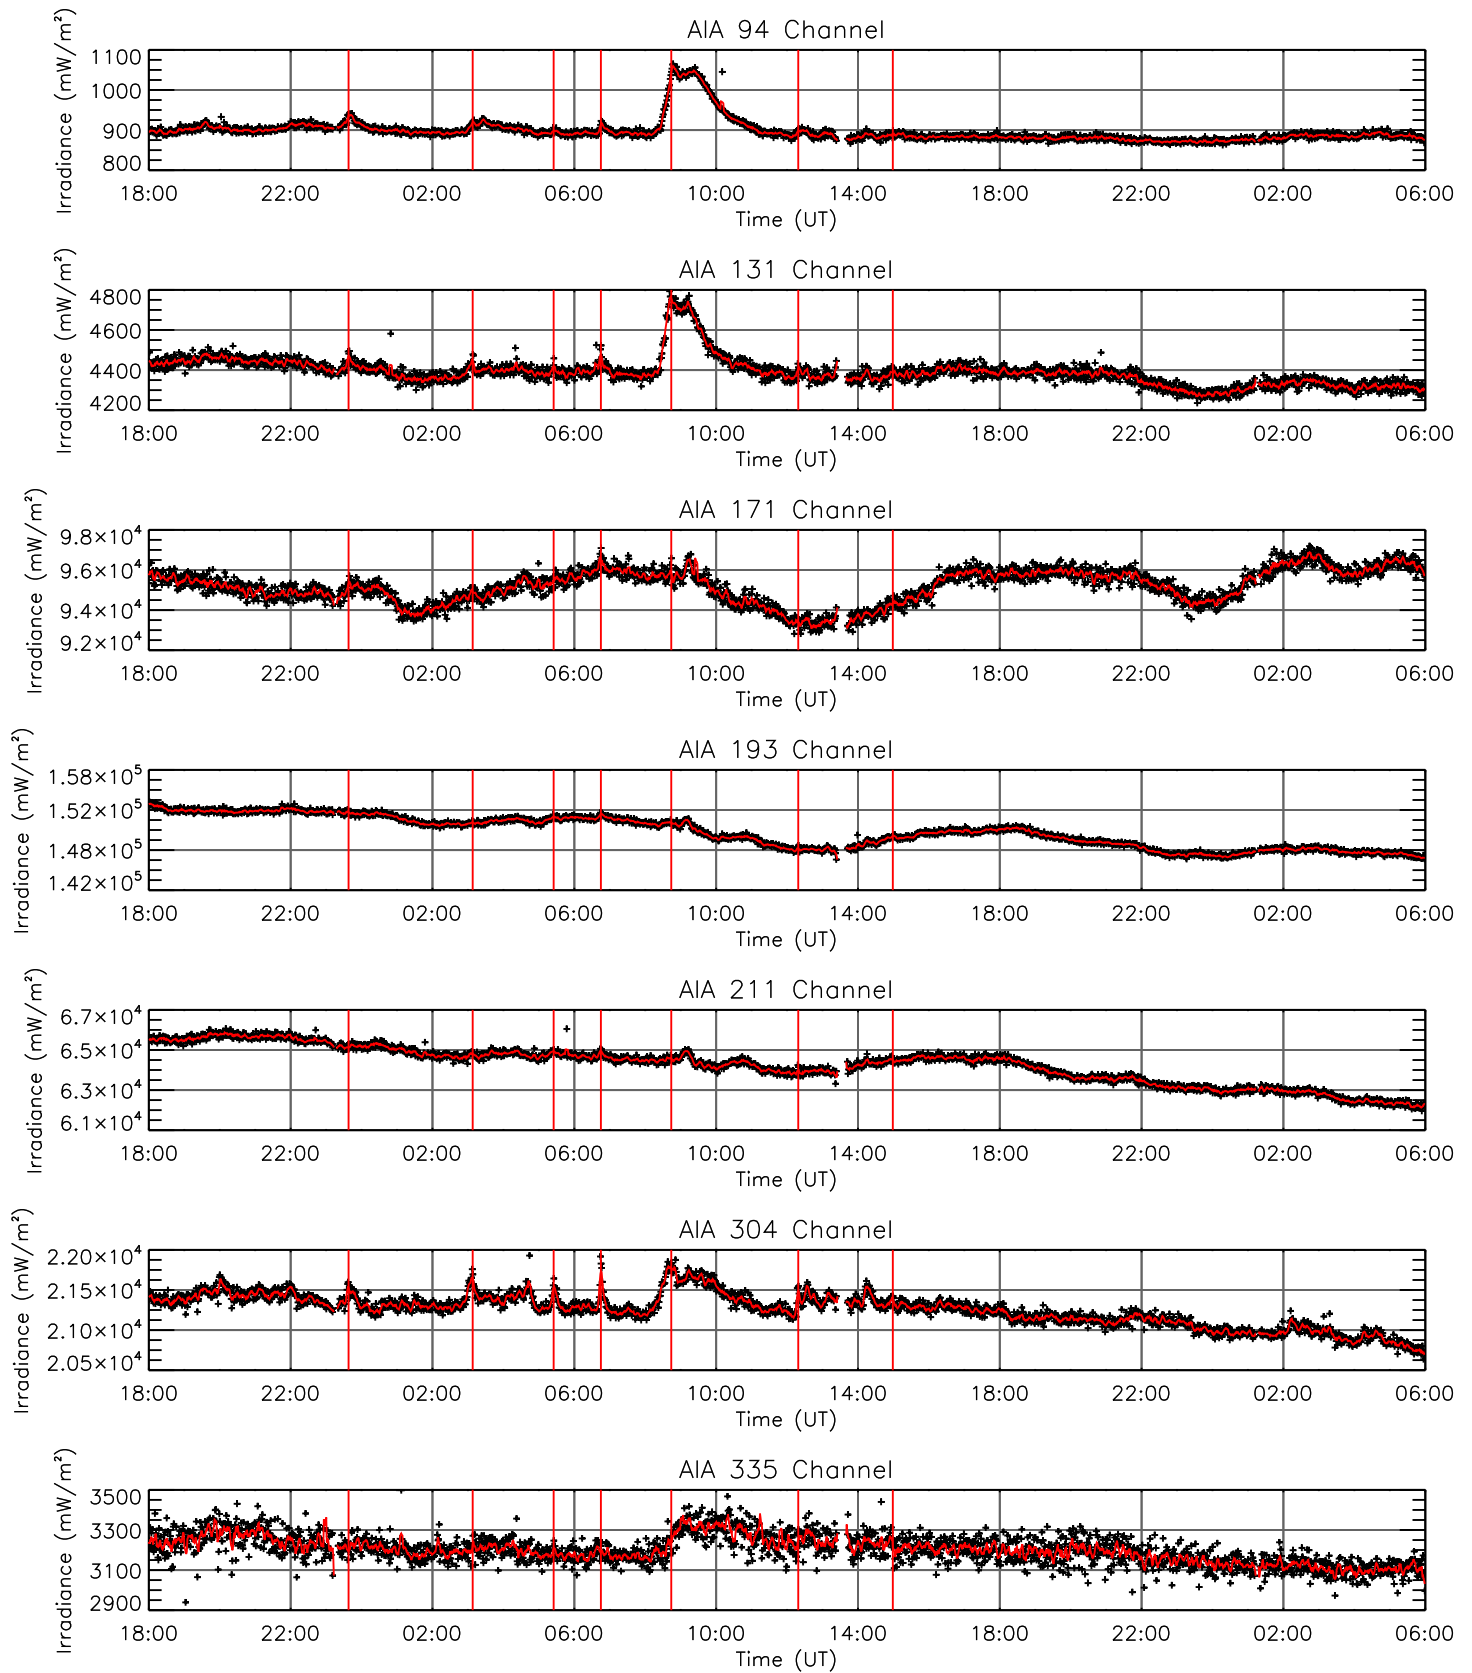 AIA 94 Channel
1100
1000
900
800
Irradiance (mW/m²)
18:00 22:00 02:00 06:00 10:00 14:00 18:00 22:00 02:00 06:00
Time (UT)
AIA 131 Channel
4800
4600
4400
4200
Irradiance (mW/m²)
18:00 22:00 02:00 06:00 10:00 14:00 18:00 22:00 02:00 06:00
Time (UT)
AIA 171 Channel
9.8×10⁴
9.6×10⁴
9.4×10⁴
9.2×10⁴
Irradiance (mW/m²)
18:00 22:00 02:00 06:00 10:00 14:00 18:00 22:00 02:00 06:00
Time (UT)
AIA 193 Channel
1.58×10⁵
1.52×10⁵
1.48×10⁵
1.42×10⁵
Irradiance (mW/m²)
18:00 22:00 02:00 06:00 10:00 14:00 18:00 22:00 02:00 06:00
Time (UT)
AIA 211 Channel
6.7×10⁴
6.5×10⁴
6.3×10⁴
6.1×10⁴
Irradiance (mW/m²)
18:00 22:00 02:00 06:00 10:00 14:00 18:00 22:00 02:00 06:00
Time (UT)
AIA 304 Channel
2.20×10⁴
2.15×10⁴
2.10×10⁴
2.05×10⁴
Irradiance (mW/m²)
18:00 22:00 02:00 06:00 10:00 14:00 18:00 22:00 02:00 06:00
Time (UT)
AIA 335 Channel
3500
3300
3100
2900
Irradiance (mW/m²)
18:00 22:00 02:00 06:00 10:00 14:00 18:00 22:00 02:00 06:00
Time (UT)